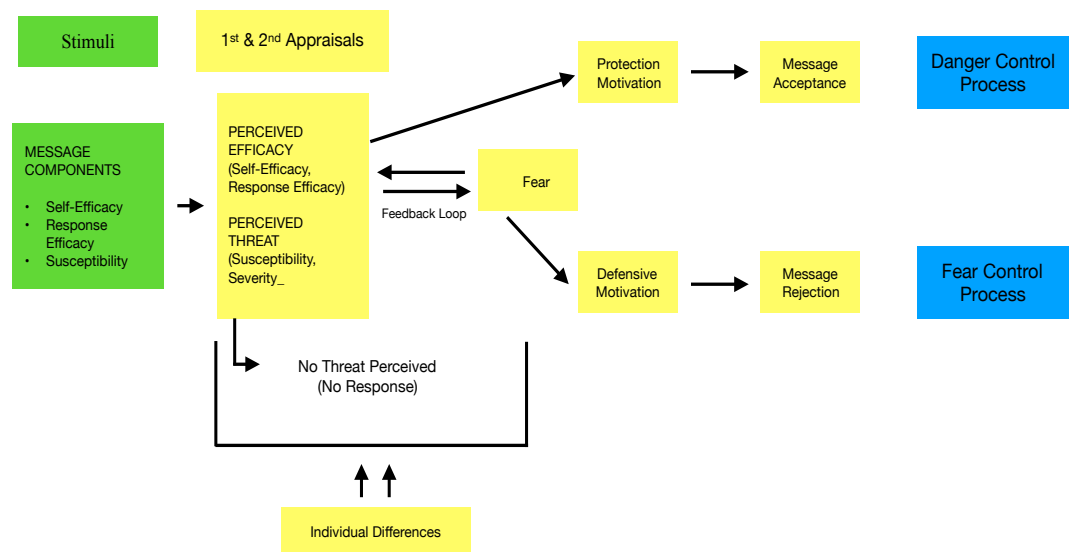 Stimuli
1st & 2nd Appraisals
MESSAGE
COMPONENTS
• Self-Efficacy
• Response
Efficacy
• Susceptibility
PERCEIVED
EFFICACY
(Self-Efficacy,
Response Efficacy)
PERCEIVED
THREAT
(Susceptibility,
Severity_
Feedback Loop
Fear
Protection
Motivation
Message
Acceptance
Danger Control
Process
Defensive
Motivation
Message
Rejection
Fear Control
Process
No Threat Perceived
(No Response)
Individual Differences